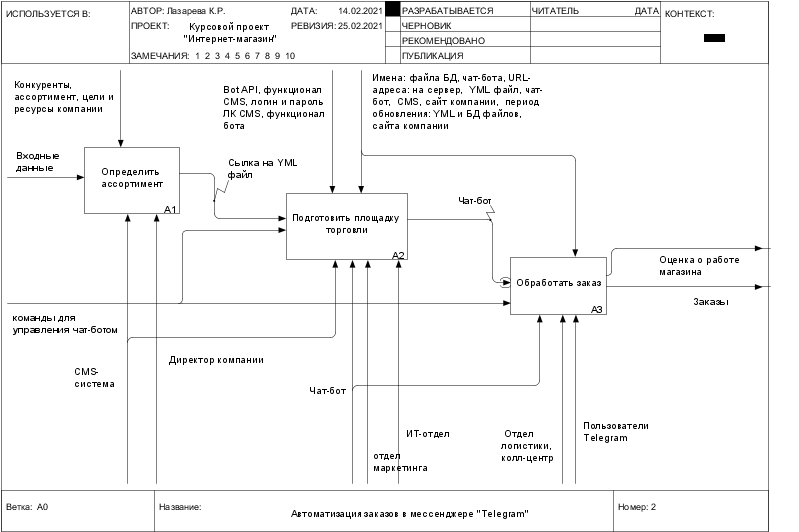 ИСПОЛЬЗУЕТСЯ В:
АВТОР: Лазарева К.Р.
ДАТА: 14.02.2021
РАЗРАБАТЫВАЕТСЯ
ЧИТАТЕЛЬ
ДАТА
КОНТЕКСТ:
ПРОЕКТ: Курсовой проект
"Интернет-магазин"
РЕВИЗИЯ: 25.02.2021
ЧЕРНОВИК
РЕКОМЕНДОВАНО
ЗАМЕЧАНИЯ: 1 2 3 4 5 6 7 8 9 10
ПУБЛИКАЦИЯ
Конкуренты,
ассортимент, цели и
ресурсы компании
Bot API, функционал
CMS, логин и пароль
ЛК CMS, функционал
бота
Имена: файла БД, чат-бота, URL-
адреса: на сервер, YML файл, чат-
бот, CMS, сайт компании, период
обновления: YML и БД файлов,
сайта компании
Входные
данные
Определить
ассортимент
A1
Сылка на YML
файл
Подготовить площадку
торговли
A2
Чат-бот
Обработать заказ
A3
Оценка о работе
магазина
Заказы
команды для
управления чат-ботом
CMS-
система
Директор компании
Чат-бот
ИТ-отдел
отдел
маркетинга
Отдел
логистики,
колл-центр
Пользователи
Telegram
Ветка: A0
Название:
Автоматизация заказов в мессенджере "Telegram"
Номер: 2